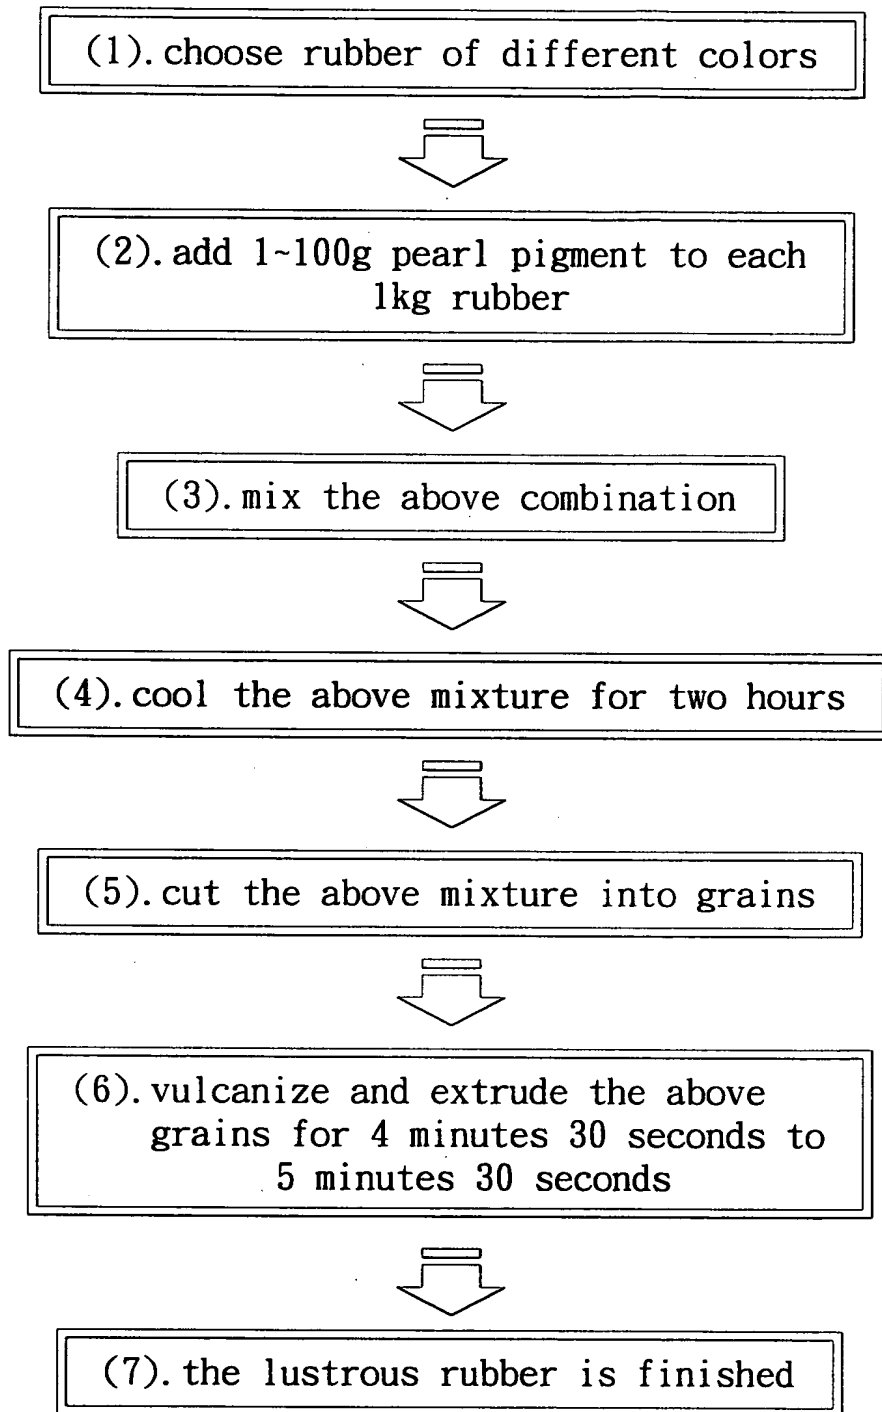 (1). choose rubber of different colors
(2). add 1~100g pearl pigment to each
1kg rubber
(3). mix the above combination
(4). cool the above mixture for two hours
(5). cut the above mixture into grains
(6). vulcanize and extrude the above
grains for 4 minutes 30 seconds to
5 minutes 30 seconds
(7). the lustrous rubber is finished